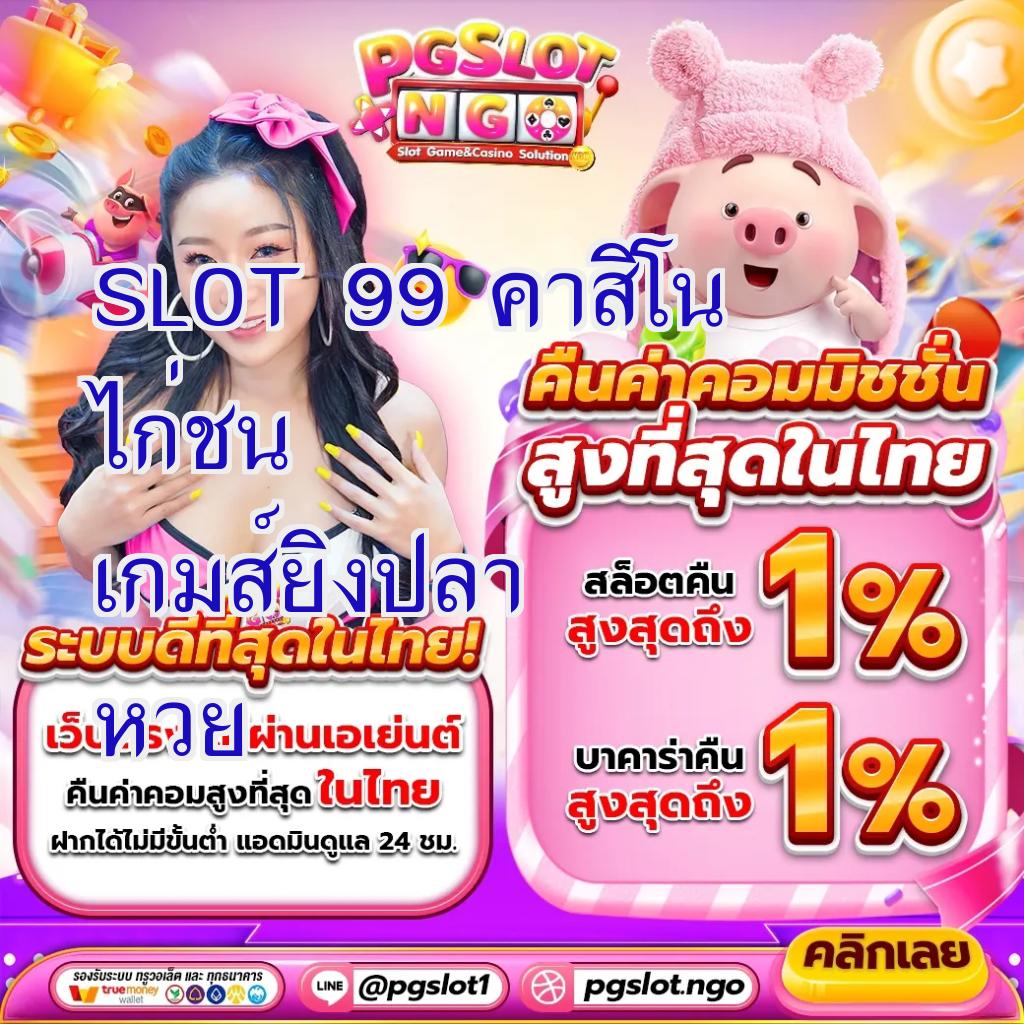 PGSLOT
NGO
Slot Game&Casino Solution
SLOT 99 คาสิโน
ไก่ชน
เกมส์ยิงปลา
หวย
คืนค่าคอมมิชชั่น
สูงที่สุดในไทย
สล็อตคืน
สูงสุดถึง
1%
บาคาร่าคืน
สูงสุดถึง
1%
ระบบดีที่สุดในไทย!
ผ่านเอเย่นต์
คืนค่าคอมสูงที่สุด ในไทย
ฝากได้ไม่มีขั้นต่ำ แอดมินดูแล 24 ชม.
คลิกเลย
รองรับระบบ ทรูวอเล็ต และ ทุกธนาคาร
truemoney
wallet
LINE @pgslot1
pgslot.ngo